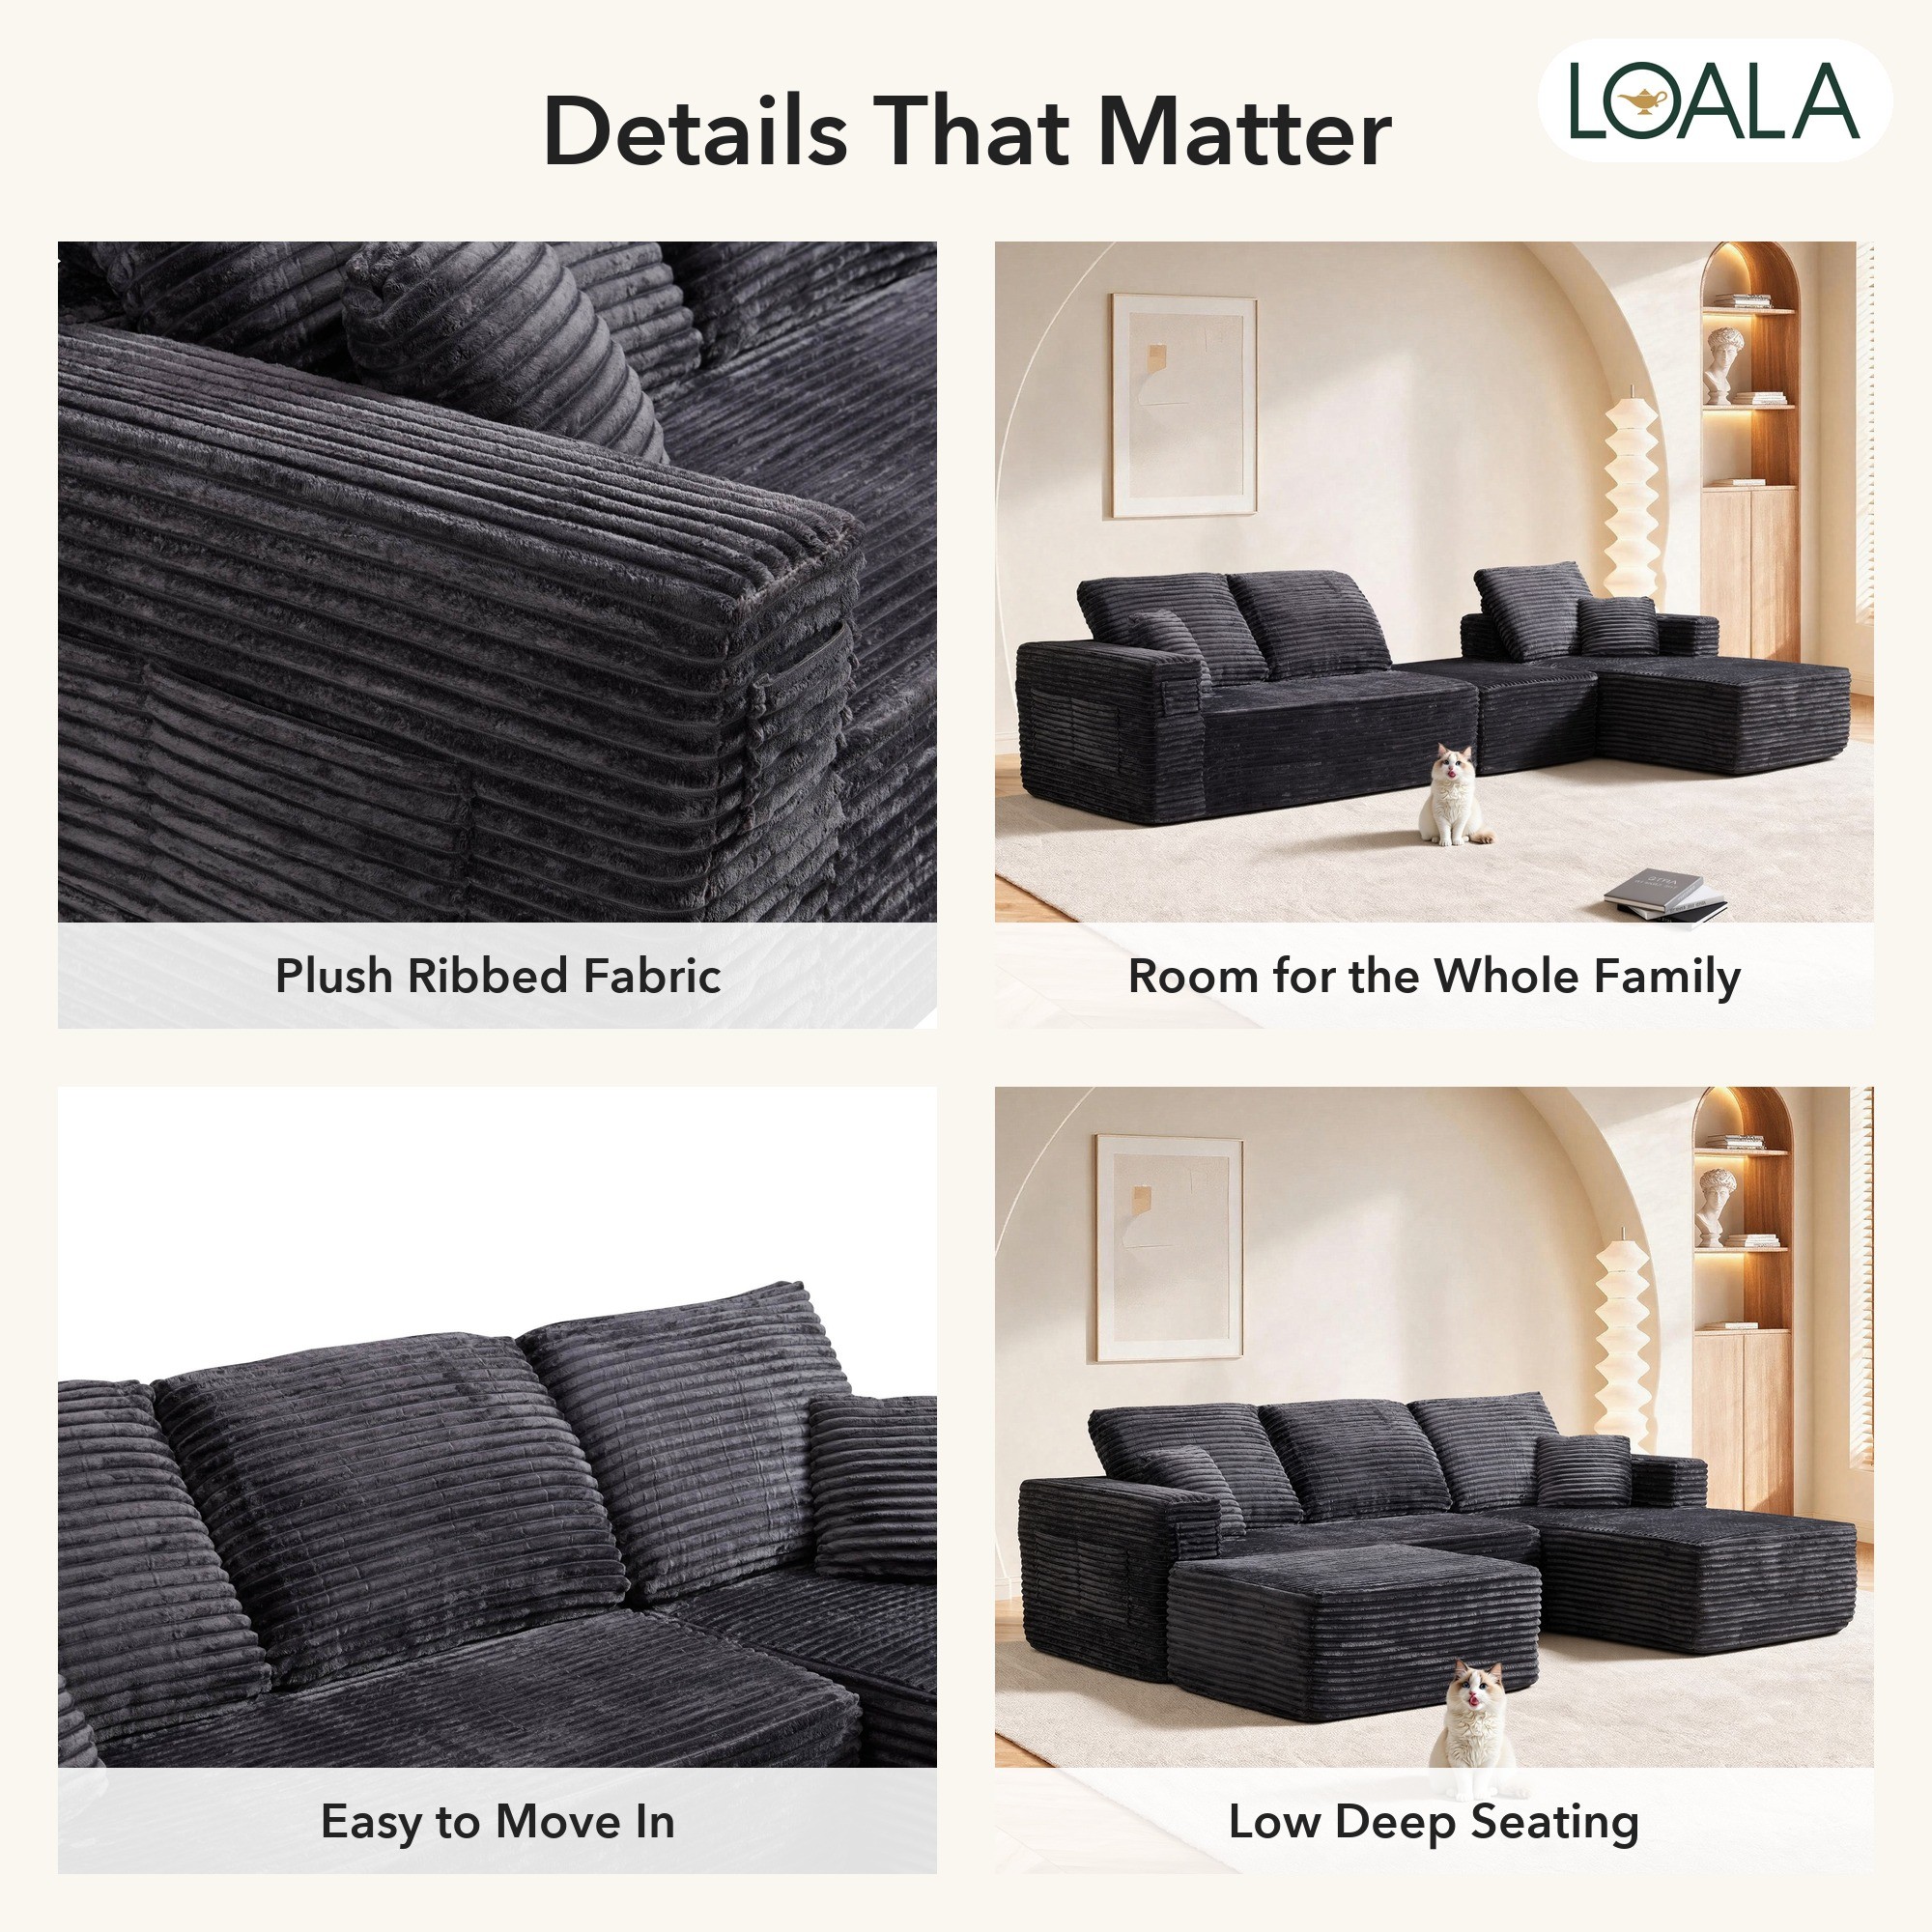 LOALA
Details That Matter
Plush Ribbed Fabric
Room for the Whole Family
Easy to Move In
Low Deep Seating